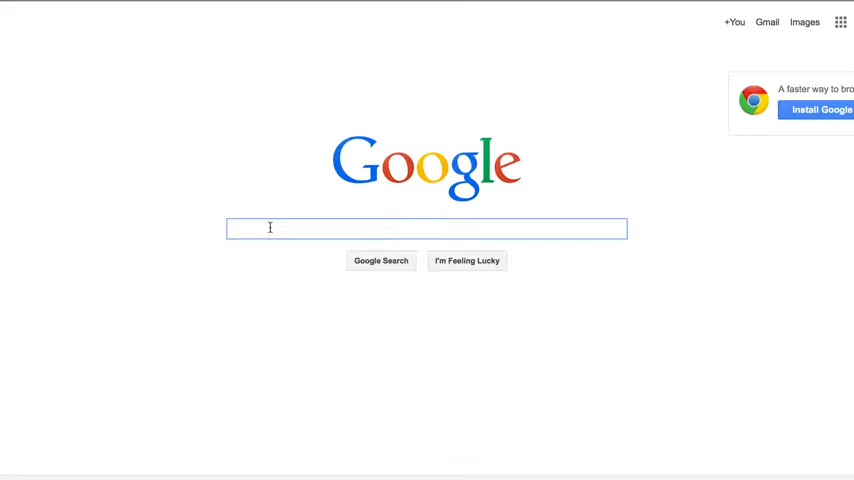 +You Gmail Images
A faster way to bro
Install Google
Google
Google Search I'm Feeling Lucky